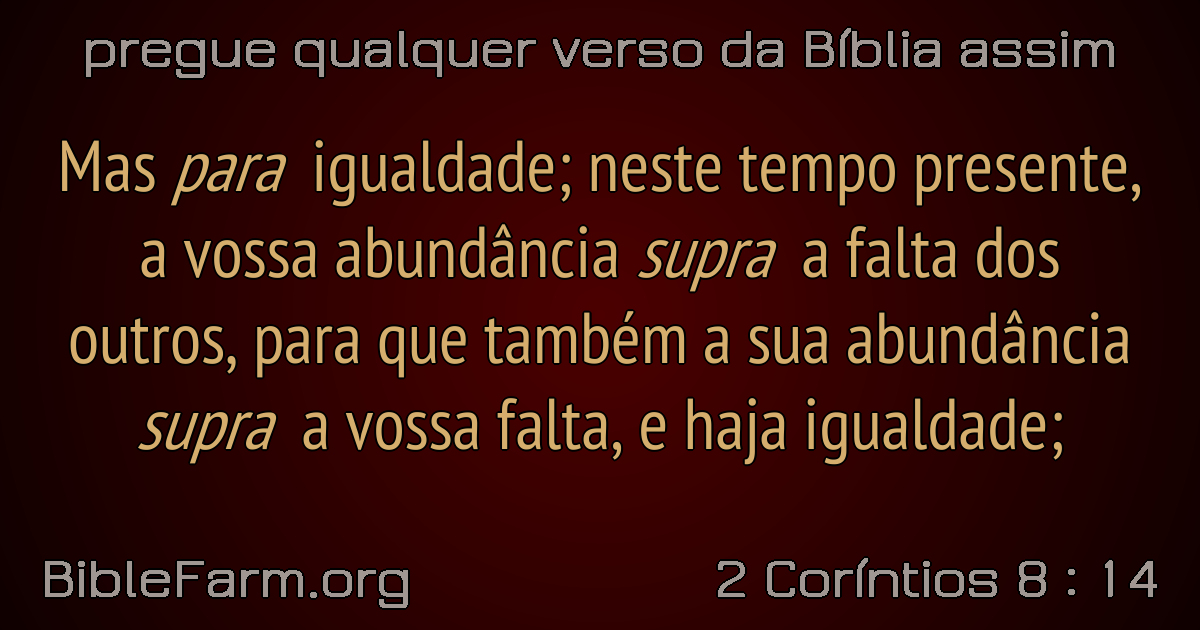 pregue qualquer verso da Bíblia assim
Mas para igualdade; neste tempo presente,
a vossa abundância supra a falta dos
outros, para que também a sua abundância
supra a vossa falta, e haja igualdade;
BibleFarm.org
2 Coríntios 8 : 14